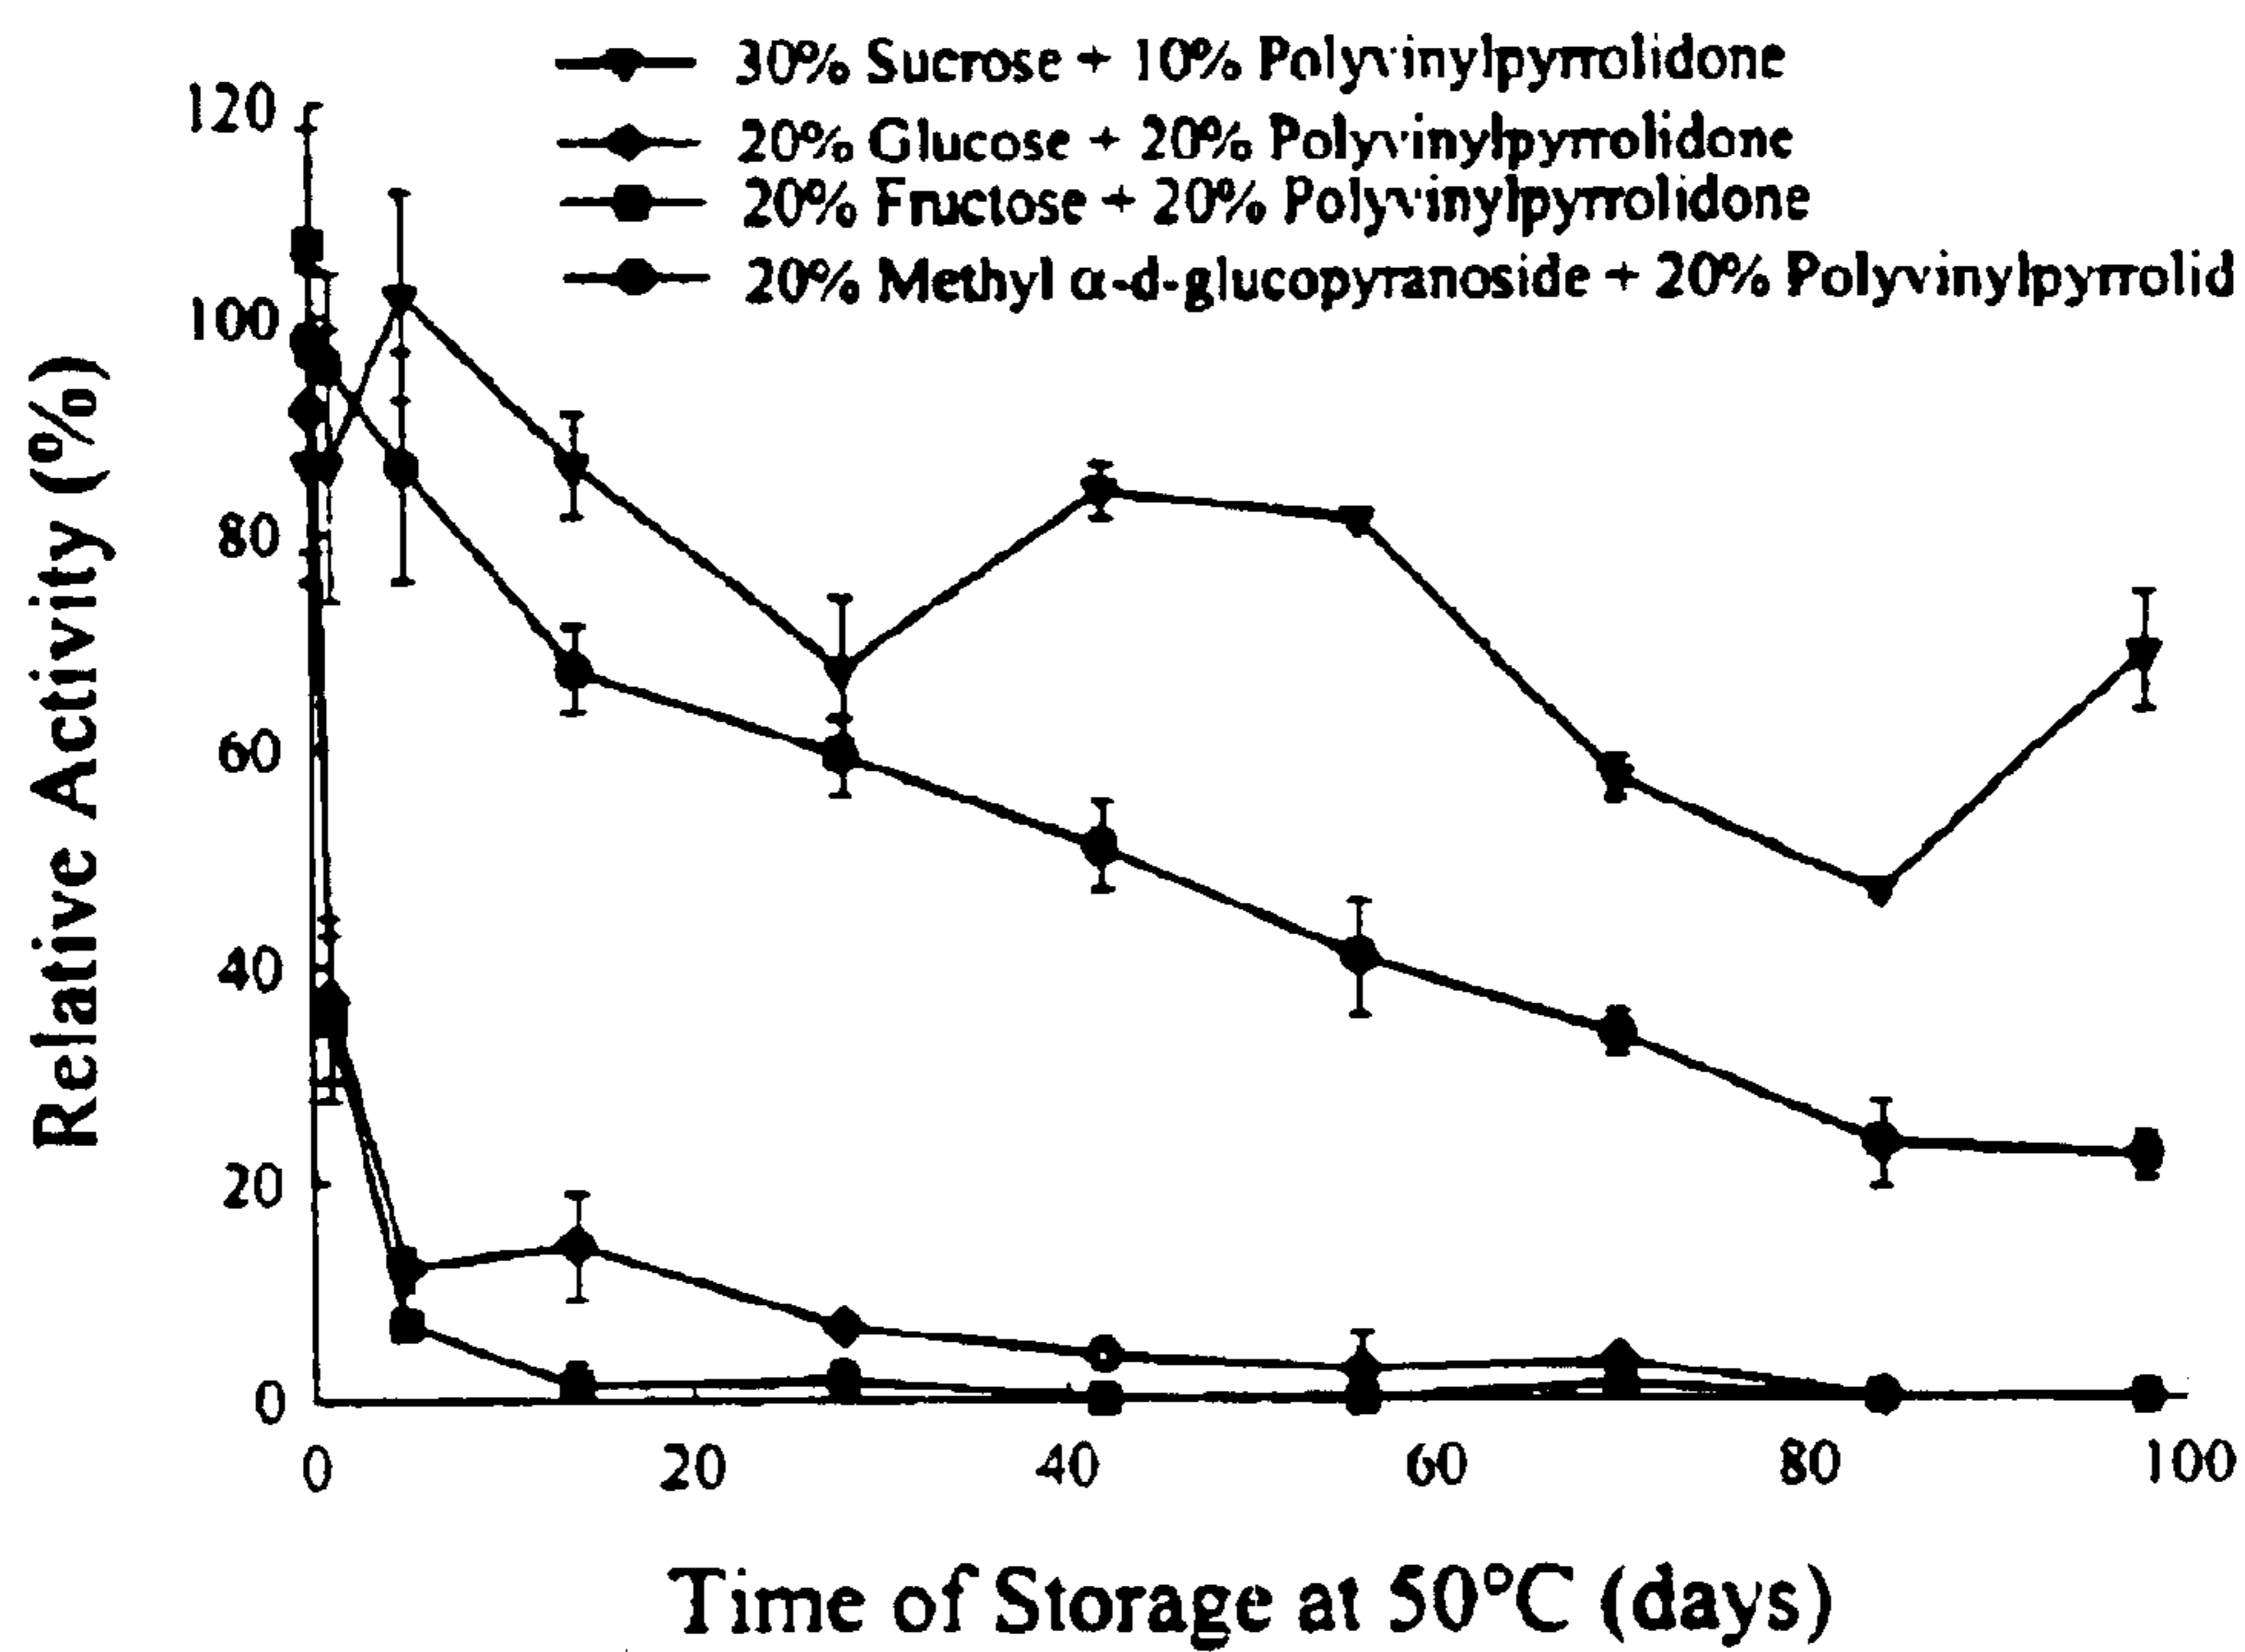 30% Sucrose + 10% Polyvinylpyrrolidone
20% Glucose + 20% Polyvinylpyrrolidone
20% Fructose + 20% Polyvinylpyrrolidone
20% Methyl α-d-glucopyranoside + 20% Polyvinylpyrrolid
120
100
80
60
40
20
0
Relative Activity (%)
0 20 40 60 80 100
Time of Storage at 50°C (days)